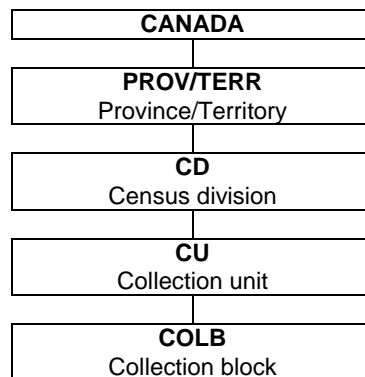 CANADA
PROV/TERR
Province/Territory
CD
Census division
CU
Collection unit
COLB
Collection block